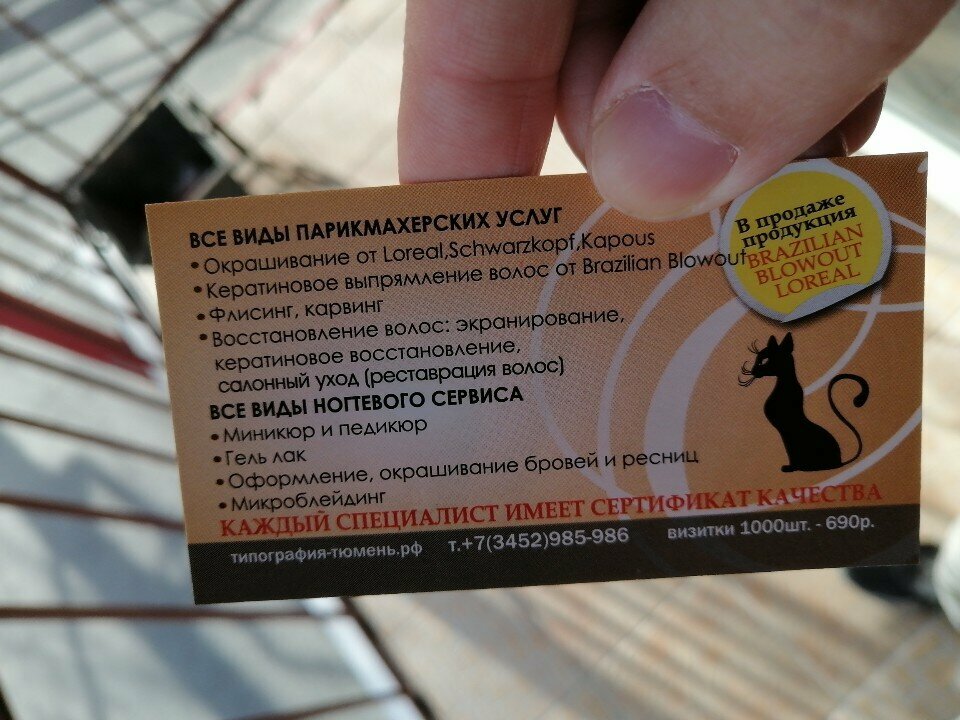 ВСЕ ВИДЫ ПАРИКМАХЕРСКИХ УСЛУГ
• Окрашивание от Loreal,Schwarzkopf,Kapous
• Кератиновое выпрямление волос от Brazilian Blowout
• Флисинг, карвинг
• Восстановление волос: экранирование,
кератиновое восстановление,
салонный уход (реставрация волос)
ВСЕ ВИДЫ НОГТЕВОГО СЕРВИСА
• Миникюр и педикюр
• Гель лак
• Оформление, окрашивание бровей и ресниц
• Микроблейдинг
КАЖДЫЙ СПЕЦИАЛИСТ ИМЕЕТ СЕРТИФИКАТ КАЧЕСТВА
типография-тюмень.рф т.+7(3452)985-986 визитки 1000шт. - 690р.
В продаже
продукция
BRAZILIAN
BLOWOUT
LOREAL